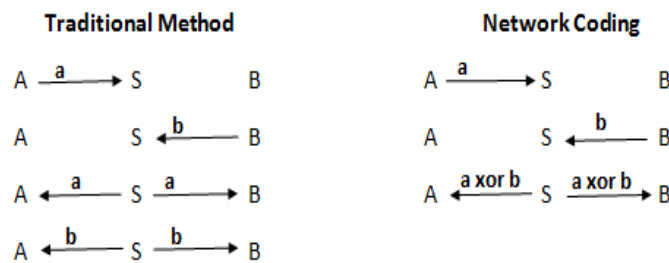 Traditional Method
A a S B
A S b B
A a S a B
A b S b B
Network Coding
A a S B
A S b B
A a xor b S a xor b B